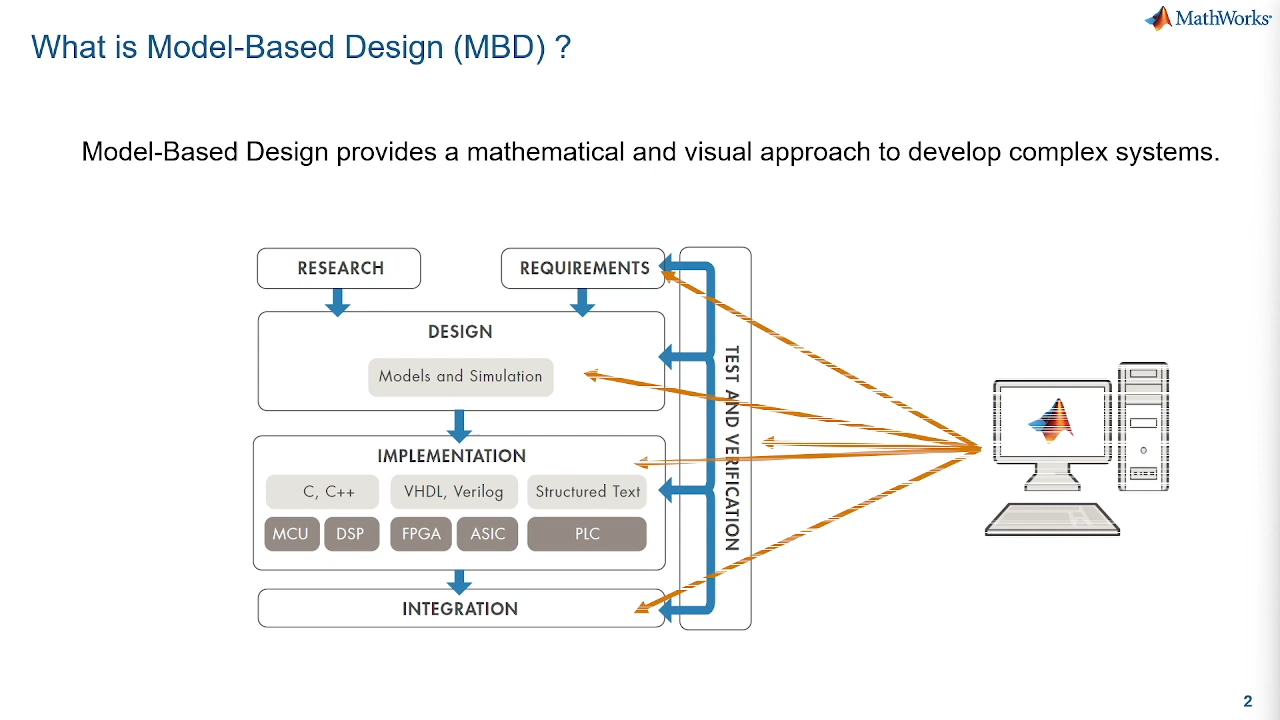 MathWorks®
What is Model-Based Design (MBD) ?
Model-Based Design provides a mathematical and visual approach to develop complex systems.
RESEARCH
REQUIREMENTS
DESIGN
Models and Simulation
IMPLEMENTATION
C, C++
VHDL, Verilog
Structured Text
MCU
DSP
FPGA
ASIC
PLC
INTEGRATION
TEST AND VERIFICATION
2